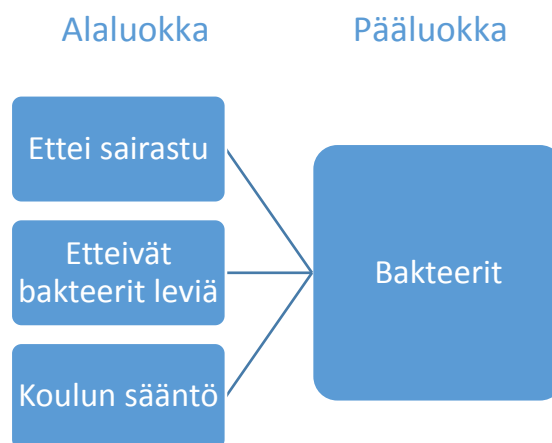 Alaluokka
Pääluokka
Ettei sairastu
Etteivät
bakteerit leviä
Koulun sääntö
Bakteerit